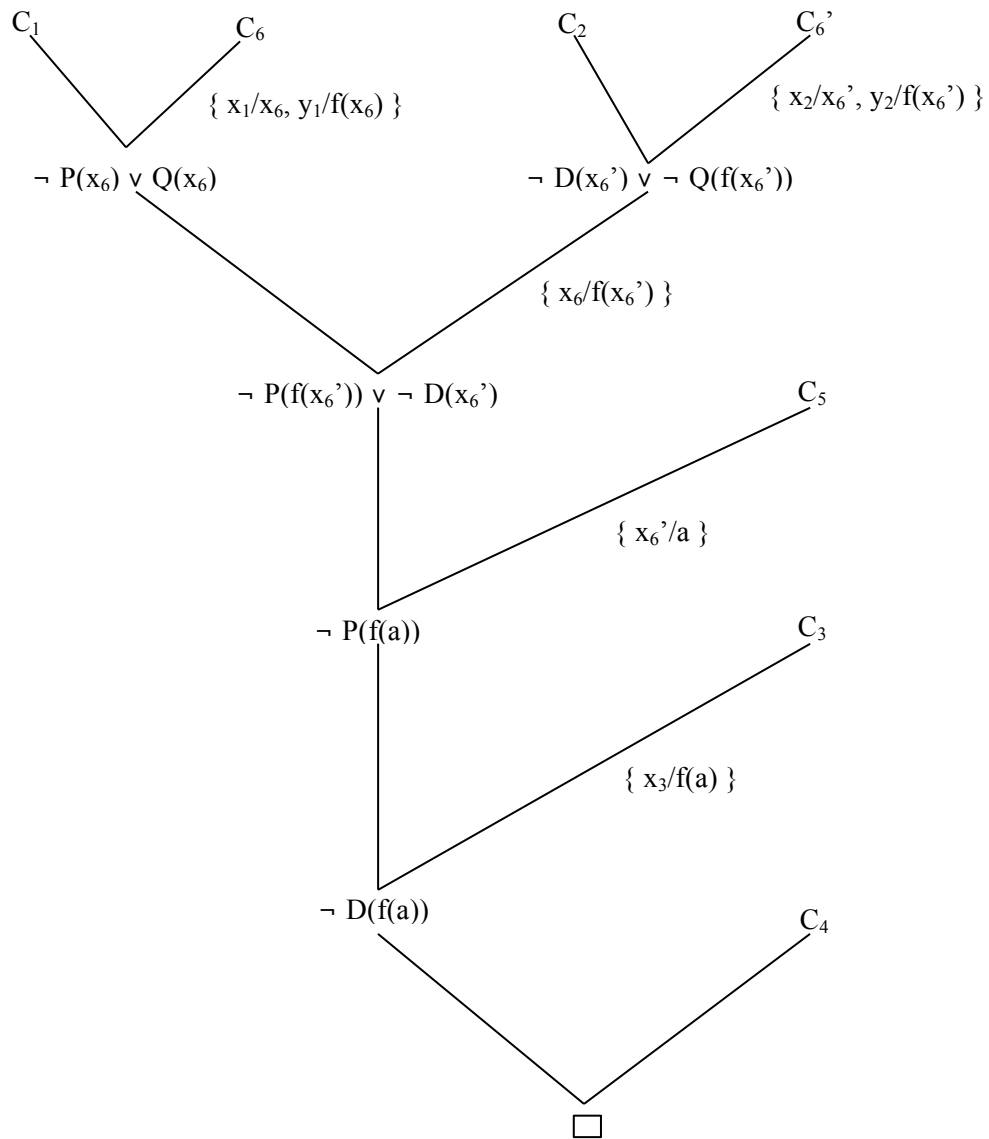 C₁ C₆ C₂ C₆’
{ x₁/x₆, y₁/f(x₆) } { x₂/x₆’, y₂/f(x₆’) }
¬ P(x₆) ∨ Q(x₆) ¬ D(x₆’) ∨ ¬ Q(f(x₆’))
{ x₆/f(x₆’) }
¬ P(f(x₆’)) ∨ ¬ D(x₆’) C₅
{ x₆’/a }
¬ P(f(a)) C₃
{ x₃/f(a) }
¬ D(f(a)) C₄